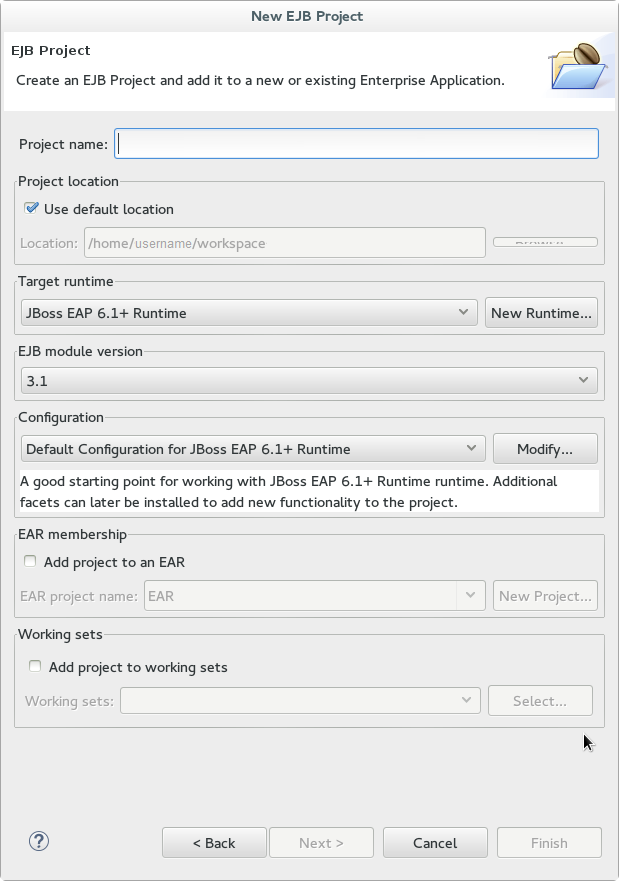 New EJB Project
EJB Project
Create an EJB Project and add it to a new or existing Enterprise Application.
Project name:
Project location
Use default location
Location: /home/username/workspace
Target runtime
JBoss EAP 6.1+ Runtime New Runtime...
EJB module version
3.1
Configuration
Default Configuration for JBoss EAP 6.1+ Runtime Modify...
A good starting point for working with JBoss EAP 6.1+ Runtime runtime. Additional
facets can later be installed to add new functionality to the project.
EAR membership
Add project to an EAR
EAR project name: EAR New Project...
Working sets
Add project to working sets
Working sets: Select...
? < Back Next > Cancel Finish